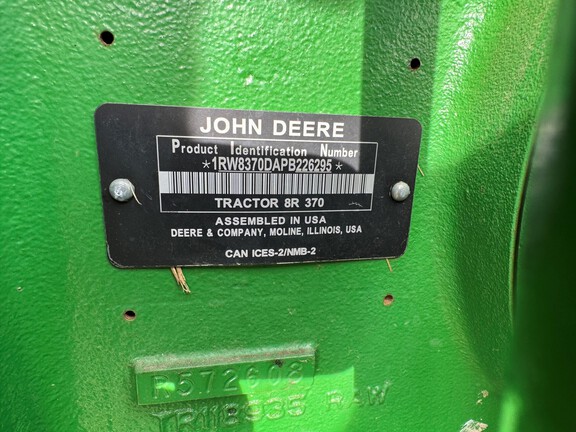 JOHN DEERE
Product Identification Number
*1RW8370DAPB226295*
TRACTOR 8R 370
ASSEMBLED IN USA
DEERE & COMPANY, MOLINE, ILLINOIS, USA
CAN ICES-2/NMB-2
R572608
RAW